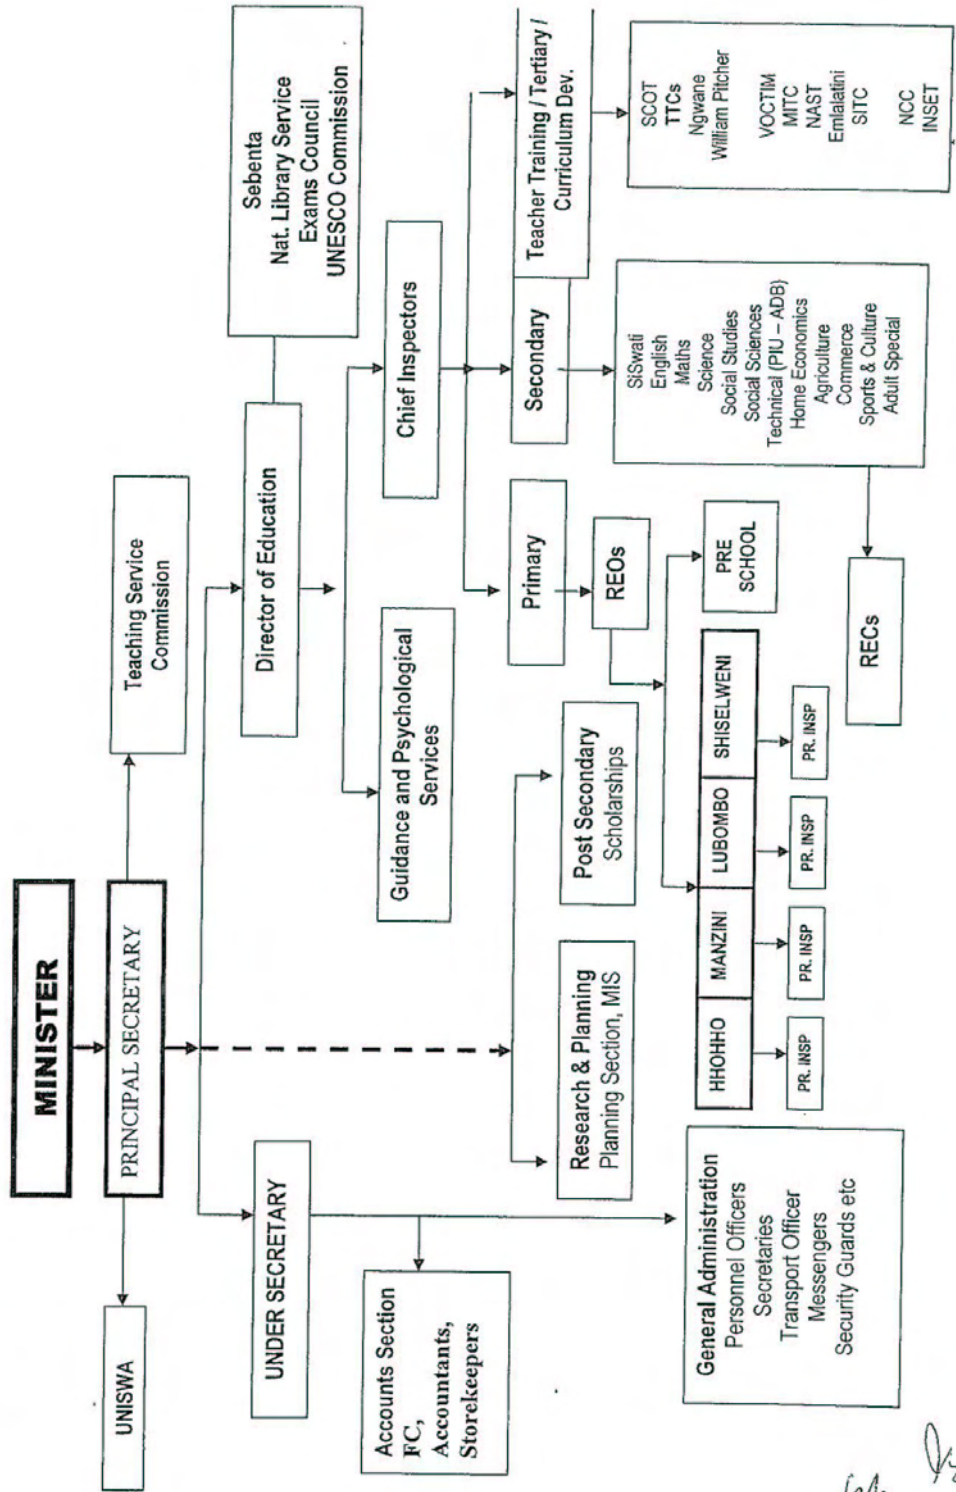 MINISTER
PRINCIPAL SECRETARY
UNISWA
Teaching Service
Commission
UNDER SECRETARY
Director of Education
Sebenta
Nat. Library Service
Exams Council
UNESCO Commission
Accounts Section
FC,
Accountants,
Storekeepers
Guidance and Psychological
Services
Chief Inspectors
Research & Planning
Planning Section, MIS
Post Secondary
Scholarships
Primary
Secondary
Teacher Training / Tertiary /
Curriculum Dev.
REOs
General Administration
Personnel Officers
Secretaries
Transport Officer
Messengers
Security Guards etc
HHOHHO
MANZINI
LUBOMBO
SHISELWENI
PRE
SCHOOL
PR. INSP
PR. INSP
PR. INSP
PR. INSP
SiSwati
English
Maths
Science
Social Studies
Social Sciences
Technical (PIU – ADB)
Home Economics
Agriculture
Commerce
Sports & Culture
Adult Special
SCOT
TTCs
Ngwane
William Pitcher
VOCTIM
MITC
NAST
Emlalatini
SITC
NCC
INSET
RECs